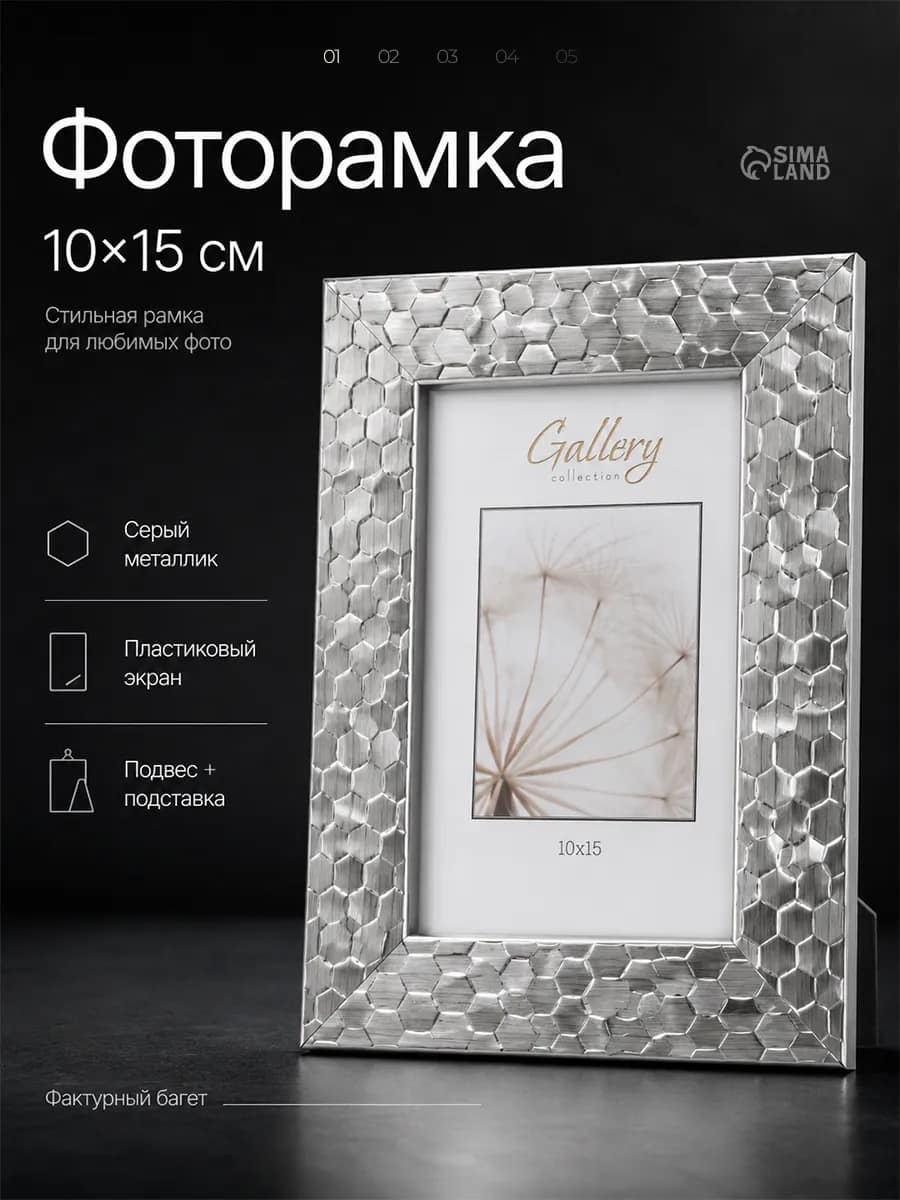 01 02 03 04 05
Фоторамка
SIMA
LAND
10×15 см
Стильная рамка
для любимых фото
Gallery
collection
Серый
металлик
Пластиковый
экран
Подвес +
подставка
10x15
Фактурный багет